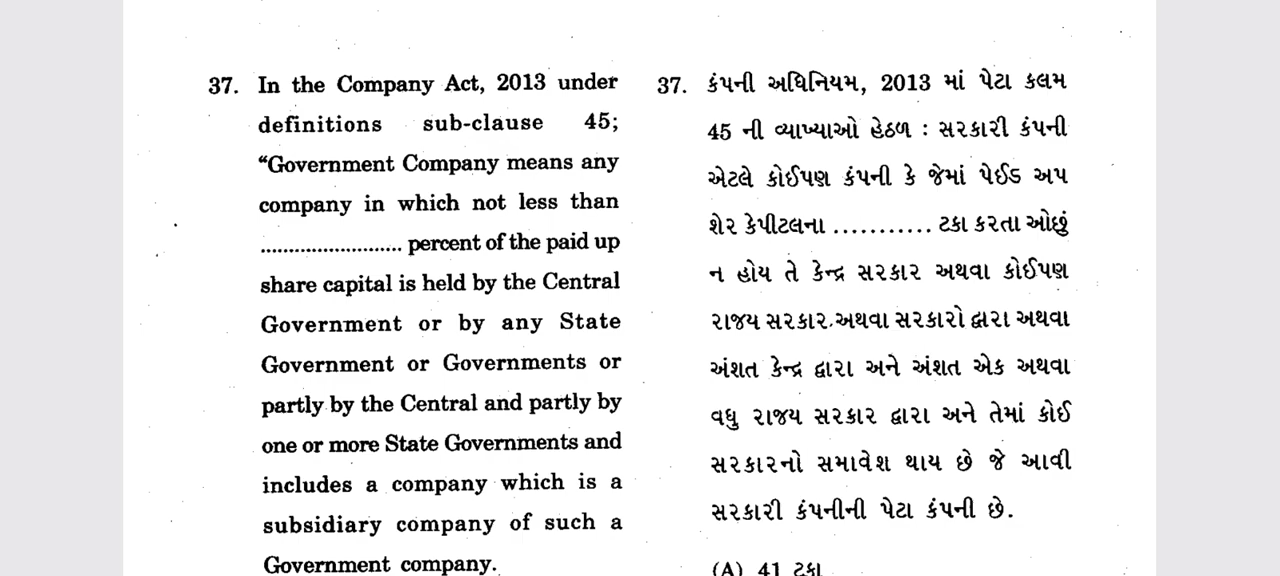 37. In the Company Act, 2013 under
definitions sub-clause 45;
“Government Company means any
company in which not less than
......................... percent of the paid up
share capital is held by the Central
Government or by any State
Government or Governments or
partly by the Central and partly by
one or more State Governments and
includes a company which is a
subsidiary company of such a
Government company.
37. કંપની અધિનિયમ, 2013 માં પેટા કલમ
45 ની વ્યાખ્યાઓ હેઠળ : સરકારી કંપની
એટલે કોઈપણ કંપની કે જેમાં પેઈડ અપ
શેર કેપીટલના ........... ટકા કરતા ઓછું
ન હોય તે કેન્દ્ર સરકાર અથવા કોઈપણ
રાજય સરકાર અથવા સરકારો દ્વારા અથવા
અંશત કેન્દ્ર દ્વારા અને અંશત એક અથવા
વધુ રાજય સરકાર દ્વારા અને તેમાં કોઈ
સરકારનો સમાવેશ થાય છે જે આવી
સરકારી કંપનીની પેટા કંપની છે.
(A) 41 ટકા